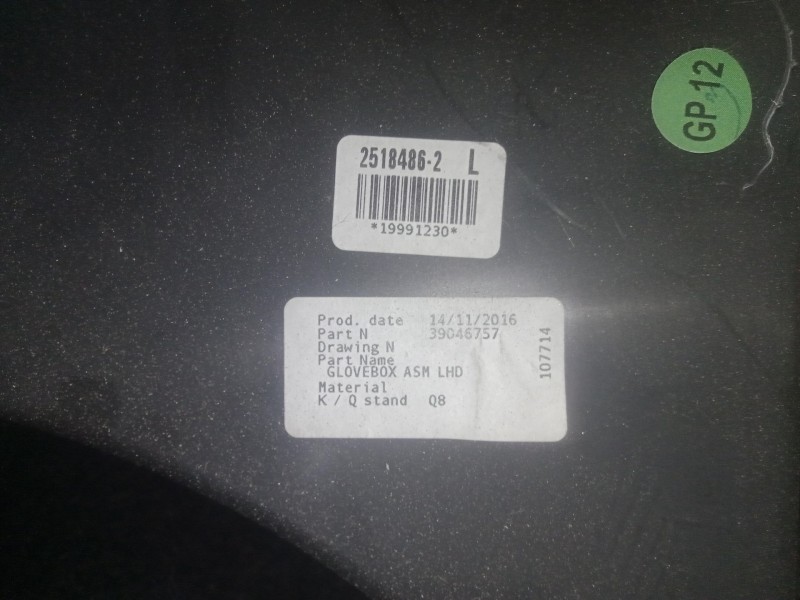 GP-12
2518486-2 L
*19991230*
Prod. date 14/11/2016
Part N 39046757
Drawing N
Part Name
GLOVEBOX ASM LHD
Material
K / Q stand Q8
107714